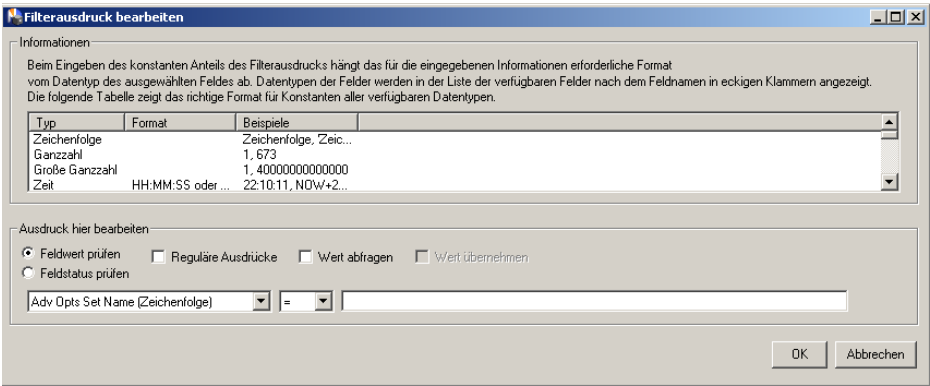 Filterausdruck bearbeiten
Informationen
Beim Eingeben des konstanten Anteils des Filterausdrucks hängt das für die eingegebenen Informationen erforderliche Format
vom Datentyp des ausgewählten Feldes ab. Datentypen der Felder werden in der Liste der verfügbaren Felder nach dem Feldnamen in eckigen Klammern angezeigt.
Die folgende Tabelle zeigt das richtige Format für Konstanten aller verfügbaren Datentypen.
Typ Format Beispiele
Zeichenfolge Zeichenfolge, 'Zeic...
Ganzzahl 1, 673
Große Ganzzahl 1, 40000000000000
Zeit HH:MM:SS oder ... 22:10:11, NOW+2...
Ausdruck hier bearbeiten
Feldwert prüfen Reguläre Ausdrücke Wert abfragen Wert übernehmen
Feldstatus prüfen
Adv Opts Set Name (Zeichenfolge) =
OK Abbrechen